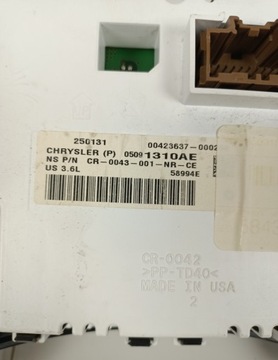 250131 00423637-0002
CHRYSLER (P) 05091310AE
NS P/N CR-0043-001-NR-CE
US 3.6L 58994E
CR-0042
>PP-TD40<
MADE IN USA
2